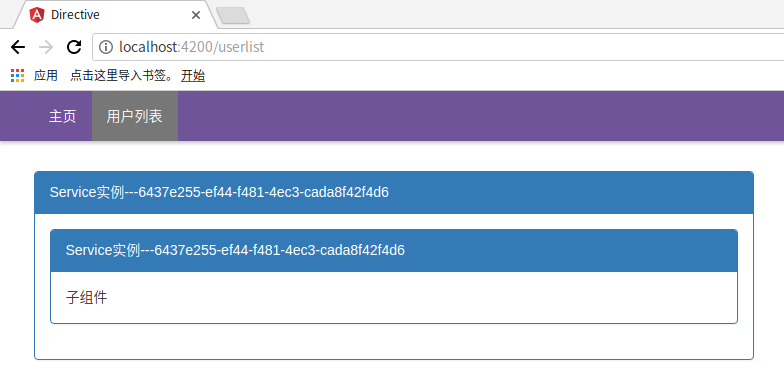 Directive
localhost:4200/userlist
应用 点击这里导入书签。 开始
主页 用户列表
Service实例---6437e255-ef44-f481-4ec3-cada8f42f4d6
Service实例---6437e255-ef44-f481-4ec3-cada8f42f4d6
子组件